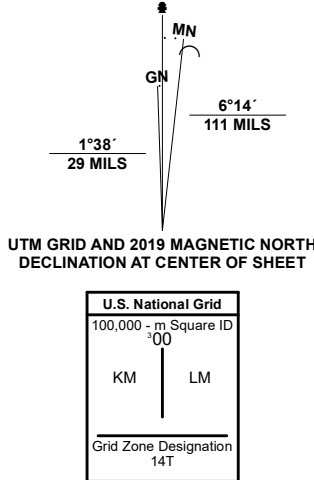 MN
GN
6°14´
111 MILS
1°38´
29 MILS
UTM GRID AND 2019 MAGNETIC NORTH
DECLINATION AT CENTER OF SHEET
U.S. National Grid
100,000 - m Square ID
³00
KM LM
Grid Zone Designation
14T